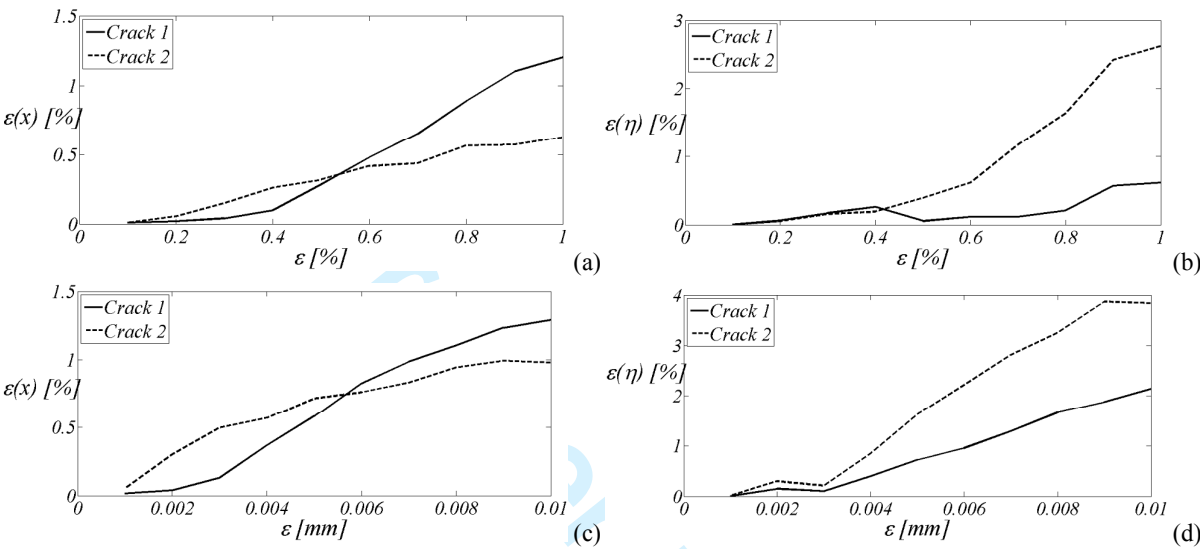 1.5
1
0.5
0
ε(x) [%]
Crack 1
Crack 2
0 0.2 0.4 0.6 0.8 1
ε [%]
(a)
3
2
1
0
ε(η) [%]
Crack 1
Crack 2
0 0.2 0.4 0.6 0.8 1
ε [%]
(b)
1.5
1
0.5
0
ε(x) [%]
Crack 1
Crack 2
0 0.002 0.004 0.006 0.008 0.01
ε [mm]
(c)
4
3
2
1
0
ε(η) [%]
Crack 1
Crack 2
0 0.002 0.004 0.006 0.008 0.01
ε [mm]
(d)